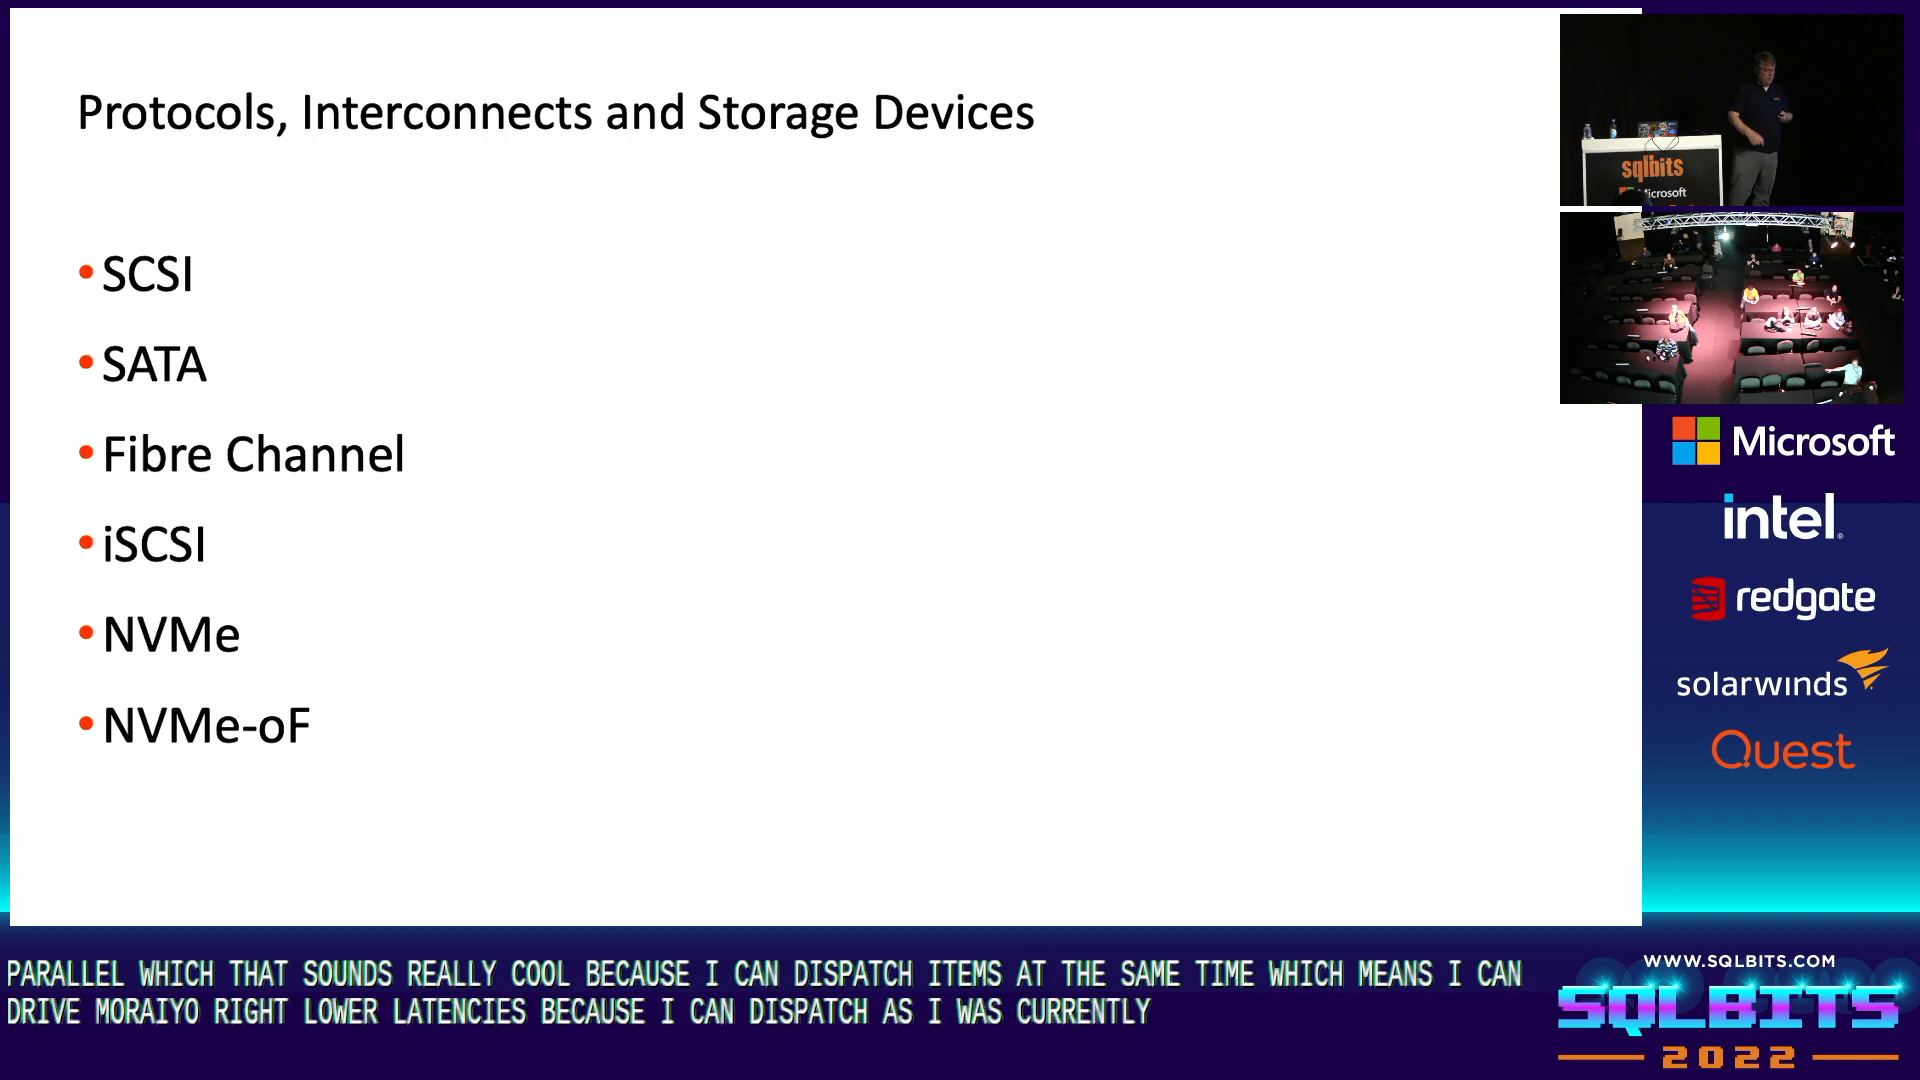 Protocols, Interconnects and Storage Devices
• SCSI
• SATA
• Fibre Channel
• iSCSI
• NVMe
• NVMe-oF
sqlbits
Microsoft
Microsoft
intel
redgate
solarwinds
Quest
PARALLEL WHICH THAT SOUNDS REALLY COOL BECAUSE I CAN DISPATCH ITEMS AT THE SAME TIME WHICH MEANS I CAN
DRIVE MORAIYO RIGHT LOWER LATENCIES BECAUSE I CAN DISPATCH AS I WAS CURRENTLY
WWW.SQLBITS.COM
SQLBITS
2022